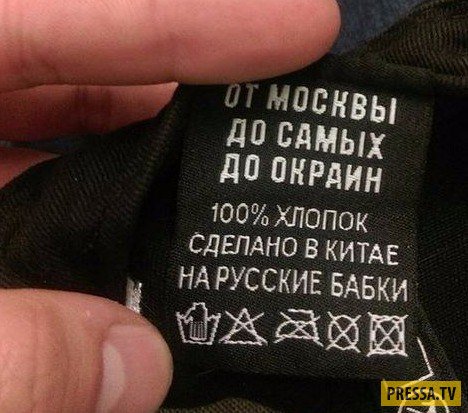 ОТ МОСКВЫ
ДО САМЫХ
ДО ОКРАИН
100% ХЛОПОК
СДЕЛАНО В КИТАЕ
НА РУССКИЕ БАБКИ
PRESSA.TV